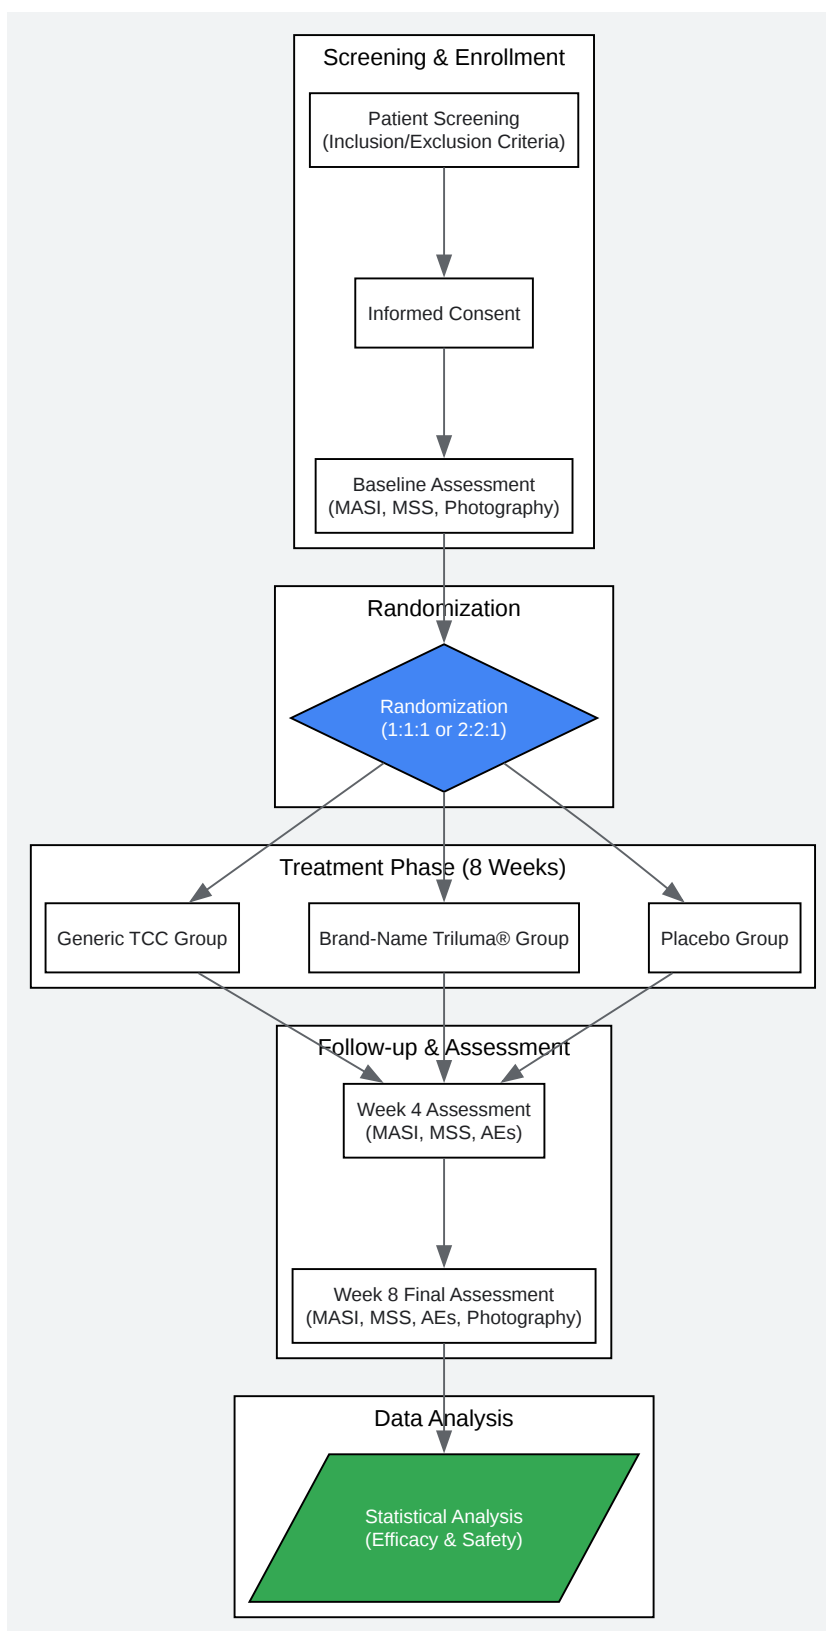 Screening & Enrollment
Patient Screening
(Inclusion/Exclusion Criteria)
Informed Consent
Baseline Assessment
(MASI, MSS, Photography)
Randomization
Randomization
(1:1:1 or 2:2:1)
Treatment Phase (8 Weeks)
Generic TCC Group
Brand-Name Triluma® Group
Placebo Group
Follow-up & Assessment
Week 4 Assessment
(MASI, MSS, AEs)
Week 8 Final Assessment
(MASI, MSS, AEs, Photography)
Data Analysis
Statistical Analysis
(Efficacy & Safety)